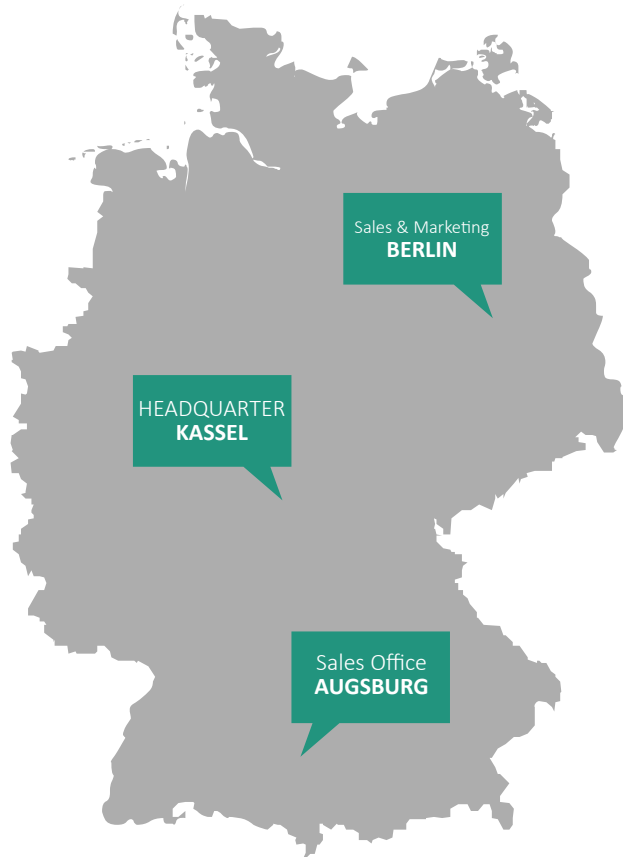 Sales & Marketing
BERLIN
HEADQUARTER
KASSEL
Sales Office
AUGSBURG